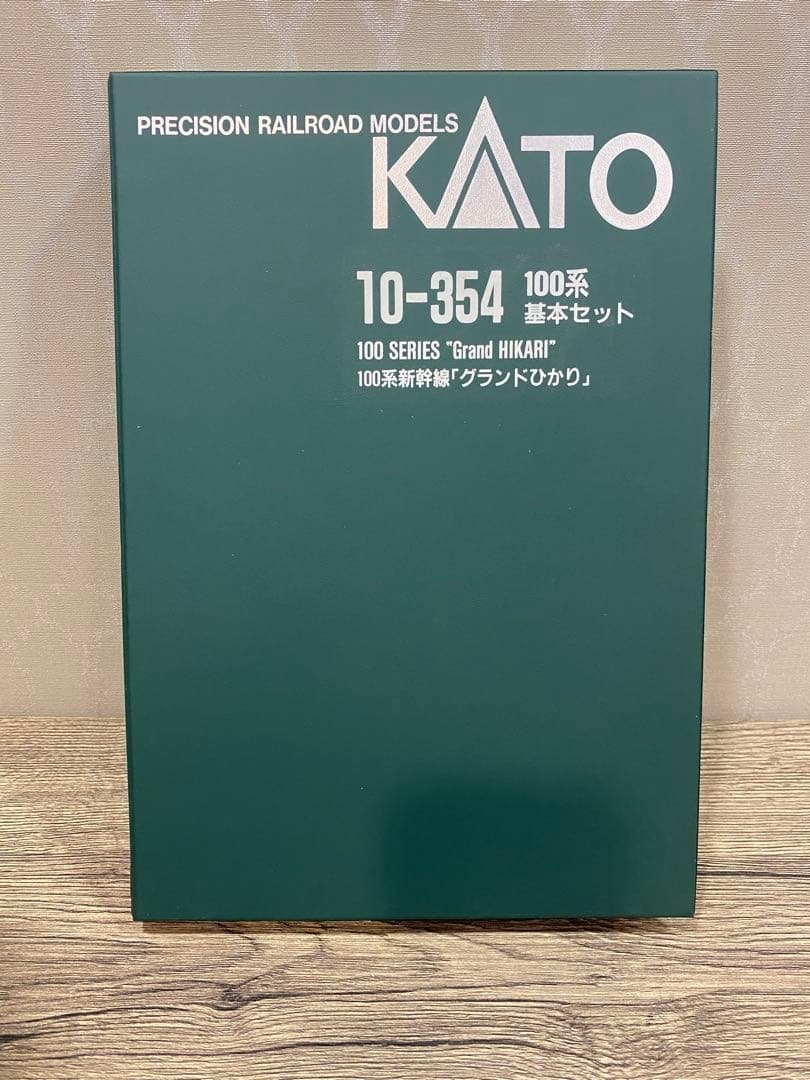 PRECISION RAILROAD MODELS
KATO
10-354 100系
基本セット
100 SERIES "Grand HIKARI"
100系新幹線「グランドひかり」